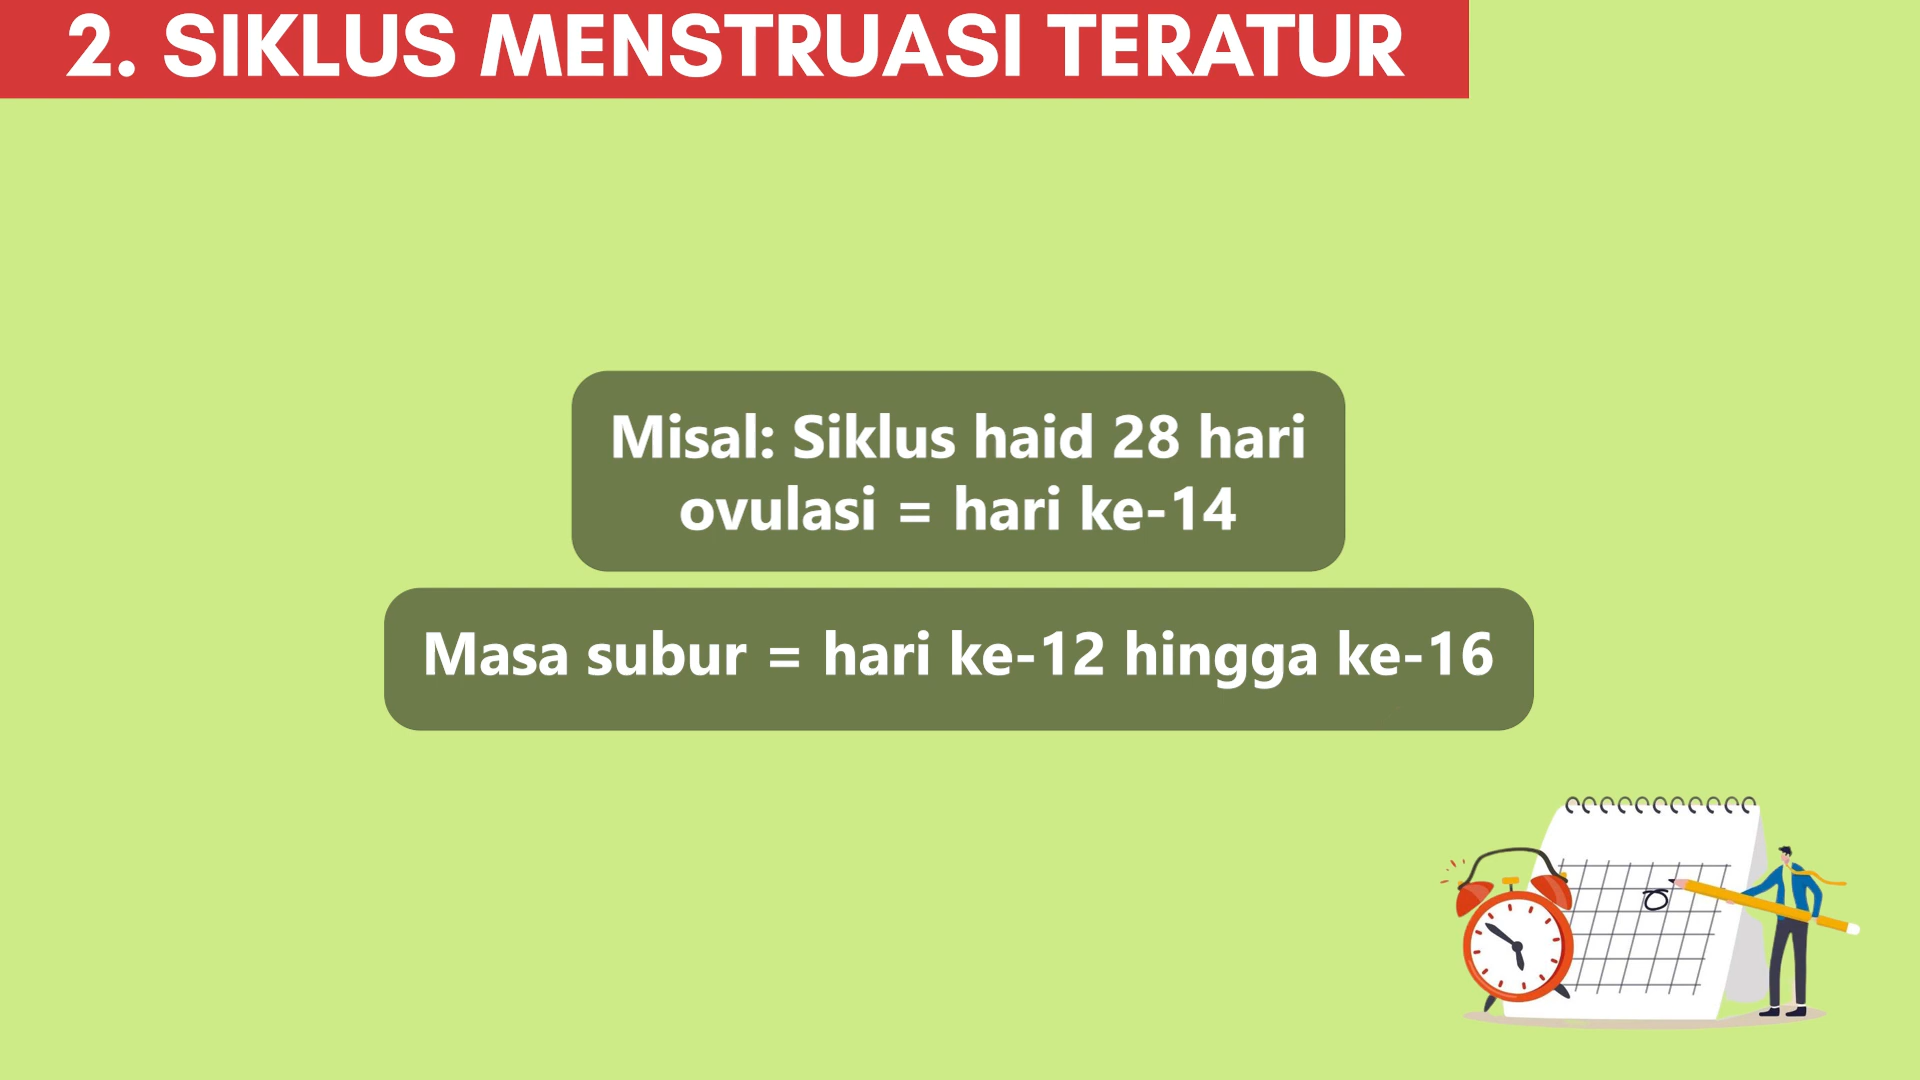 2. SIKLUS MENSTRUASI TERATUR
Misal: Siklus haid 28 hari
ovulasi = hari ke-14
Masa subur = hari ke-12 hingga ke-16